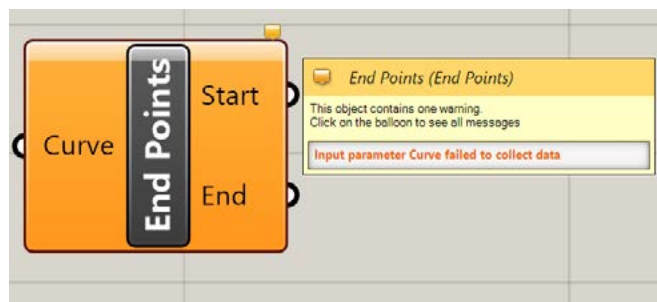 Curve
End Points
Start
End
End Points (End Points)
This object contains one warning.
Click on the balloon to see all messages
Input parameter Curve failed to collect data